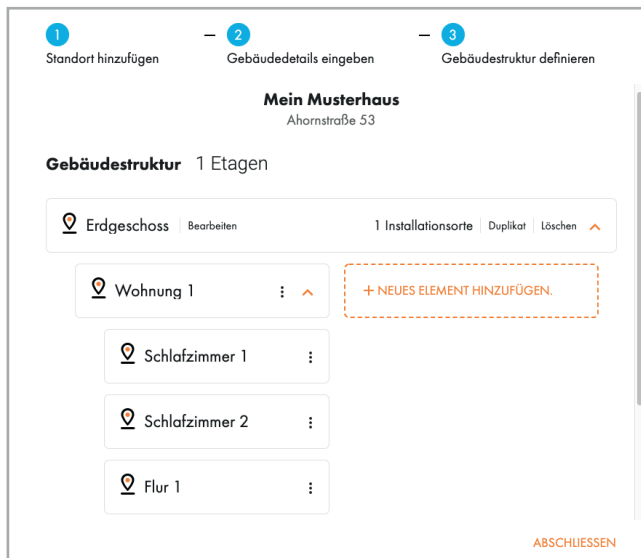 1 – 2 – 3
Standort hinzufügen Gebäudedetails eingeben Gebäudestruktur definieren
Mein Musterhaus
Ahornstraße 53
Gebäudestruktur 1 Etagen
Erdgeschoss Bearbeiten 1 Installationsorte Duplikat Löschen
Wohnung 1 + NEUES ELEMENT HINZUFÜGEN.
Schlafzimmer 1
Schlafzimmer 2
Flur 1
ABSCHLIESSEN